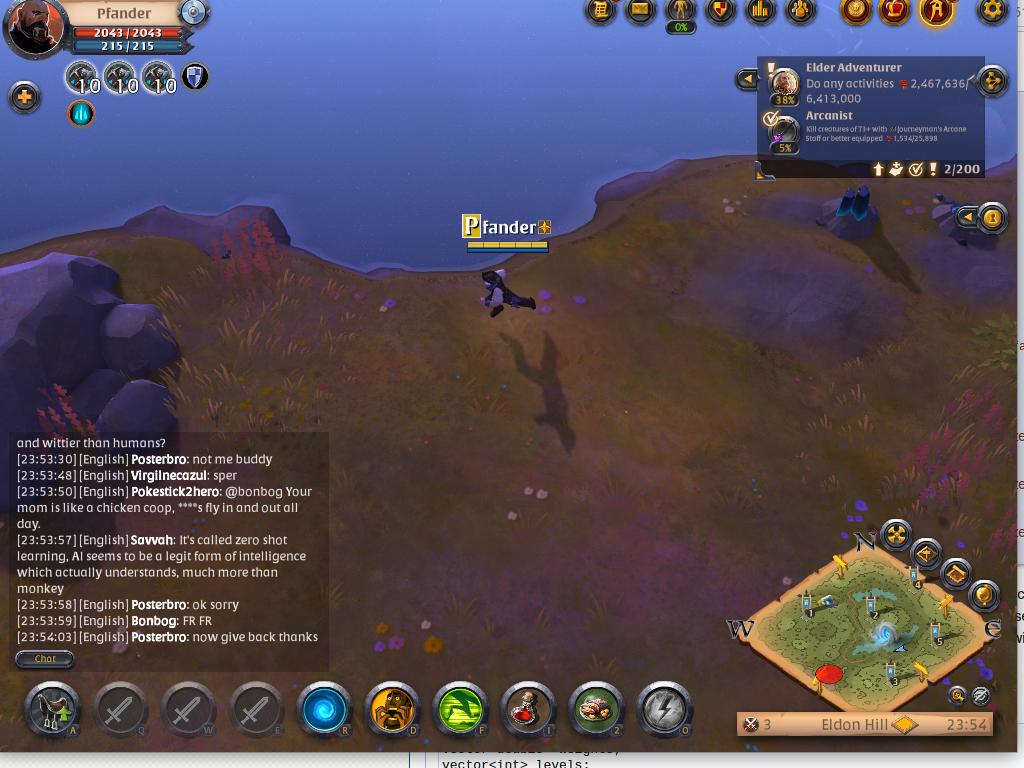 Pfander
2043 / 2043
215 / 215
10 10 10
0%
Elder Adventurer
Do any activities 2,467,636/
6,413,000
38%
Arcanist
Kill creatures of T3+ with Journeyman's Arcane
Staff or better equipped 1,534/25,898
5%
2/200
Pfander
and wittier than humans?
[23:53:30] [English] Posterbro: not me buddy
[23:53:48] [English] Virgilnecazul: sper
[23:53:50] [English] Pokestick2hero: @bonbog Your
mom is like a chicken coop, ****s fly in and out all
day.
[23:53:57] [English] Savvah: It's called zero shot
learning, AI seems to be a legit form of intelligence
which actually understands, much more than
monkey
[23:53:58] [English] Posterbro: ok sorry
[23:53:59] [English] Bonbog: FR FR
[23:54:03] [English] Posterbro: now give back thanks
Chat
N
W
E
1
2
3
4
5
A Q W E R D F 1 2 O
3 Eldon Hill 23:54
vector<int> levels;